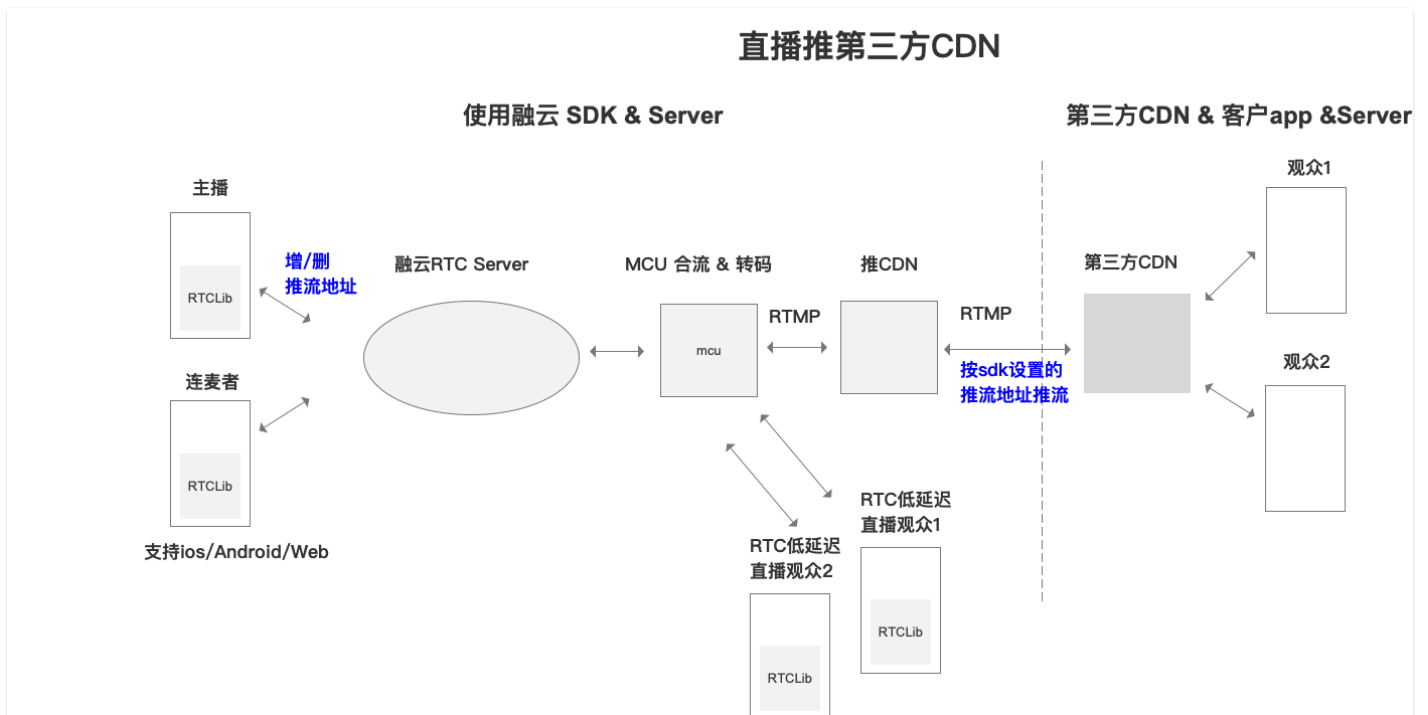 直播推第三方CDN
使用融云 SDK & Server
第三方CDN & 客户app &Server
主播
RTCLib
增/删
推流地址
融云RTC Server
MCU 合流 & 转码
mcu
RTMP
推CDN
RTMP
按sdk设置的
推流地址推流
第三方CDN
观众1
观众2
连麦者
RTCLib
支持ios/Android/Web
RTC低延迟
直播观众1
RTCLib
RTC低延迟
直播观众2
RTCLib